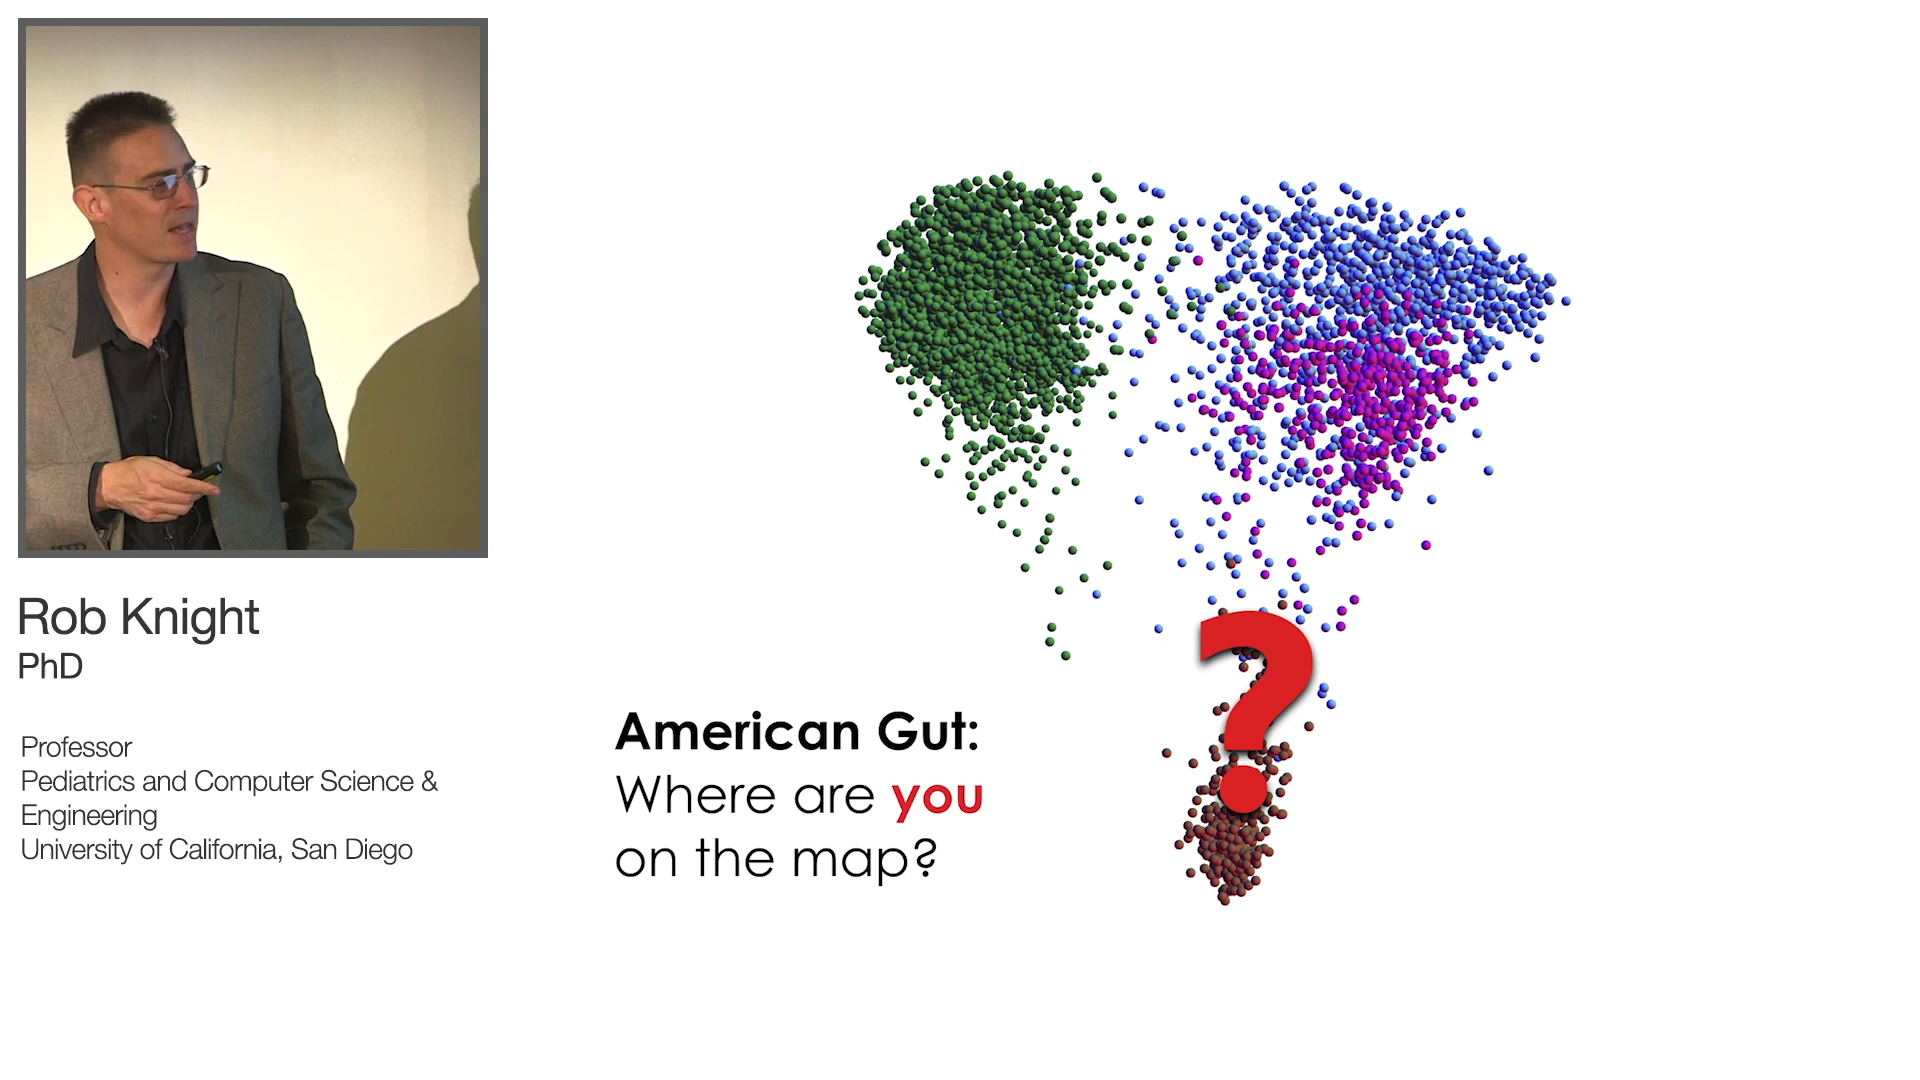 Rob Knight
PhD
Professor
Pediatrics and Computer Science &
Engineering
University of California, San Diego
American Gut:
Where are you
on the map?
?